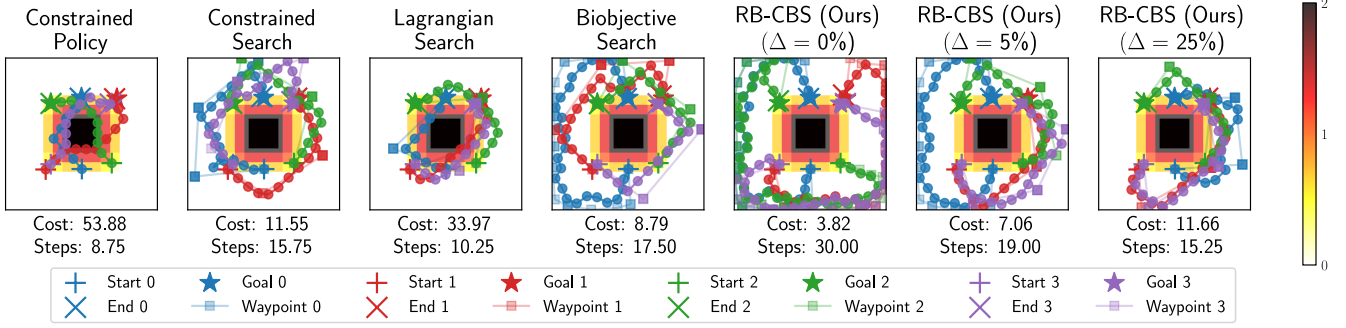 Constrained
Policy
Constrained
Search
Lagrangian
Search
Biobjective
Search
RB-CBS (Ours)
(Δ = 0%)
RB-CBS (Ours)
(Δ = 5%)
RB-CBS (Ours)
(Δ = 25%)
2
1
0
Cost: 53.88
Steps: 8.75
Cost: 11.55
Steps: 15.75
Cost: 33.97
Steps: 10.25
Cost: 8.79
Steps: 17.50
Cost: 3.82
Steps: 30.00
Cost: 7.06
Steps: 19.00
Cost: 11.66
Steps: 15.25
Start 0 Goal 0 Start 1 Goal 1 Start 2 Goal 2 Start 3 Goal 3
End 0 Waypoint 0 End 1 Waypoint 1 End 2 Waypoint 2 End 3 Waypoint 3